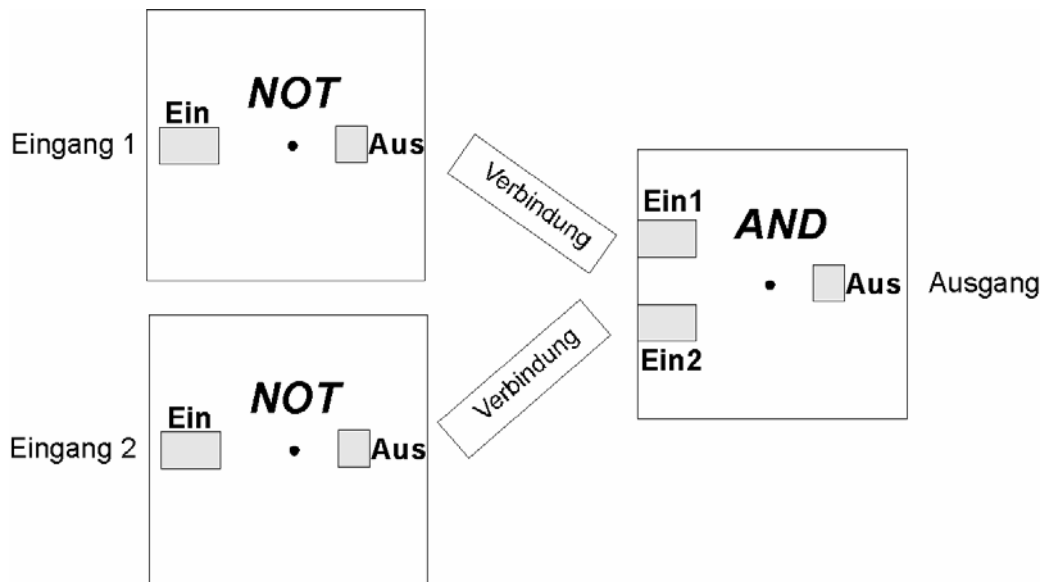 NOT
Ein
Eingang 1
Aus
Verbindung
Ein1
AND
Aus
Ausgang
Ein2
Verbindung
NOT
Ein
Eingang 2
Aus